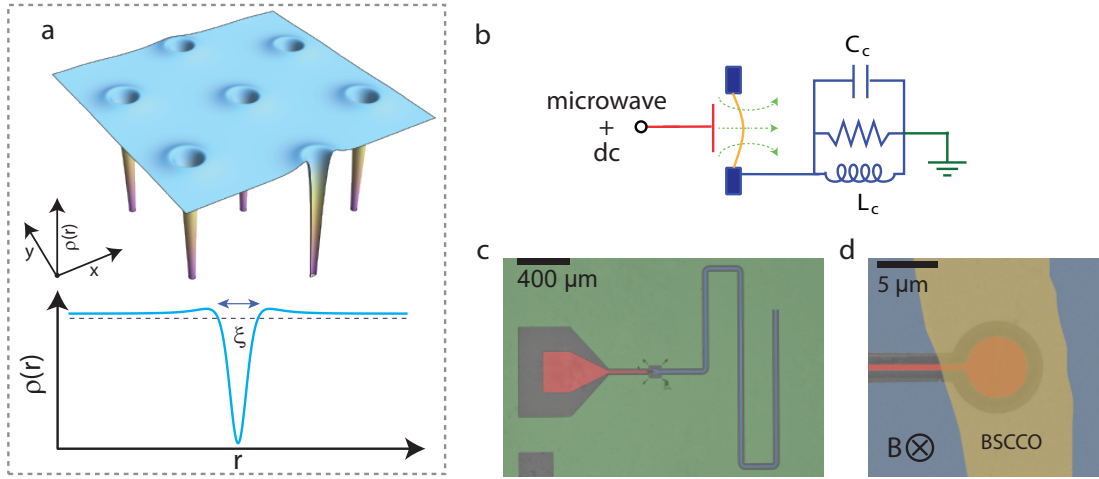 a
ρ(r)
y
x
ρ(r)
ξ
r
b
microwave
+
dc
C c
L c
c
400 μm
d
5 μm
B
BSCCO